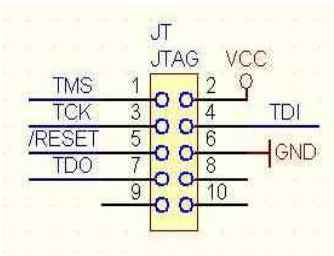 JT
JTAG VCC
TMS 1 2
TCK 3 4 TDI
/RESET 5 6 GND
TDO 7 8
9 10